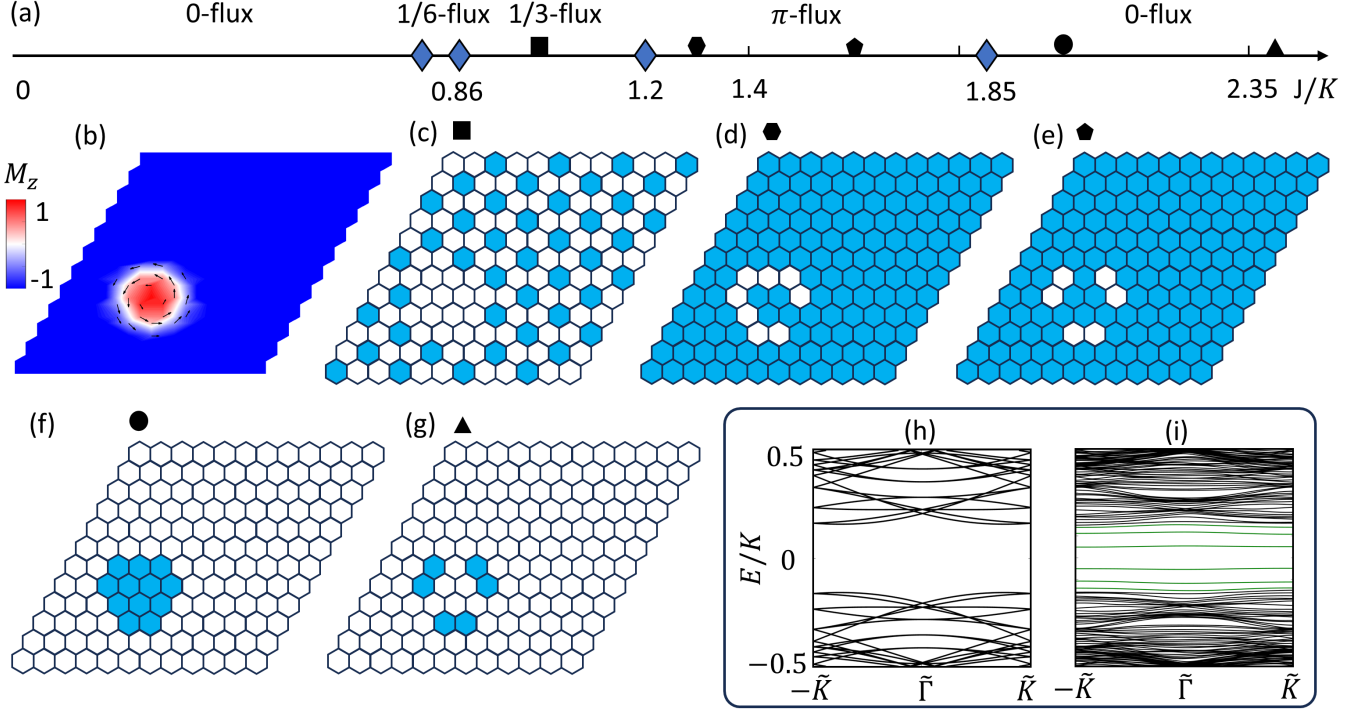 (a) 0-flux 1/6-flux 1/3-flux π-flux 0-flux
0 0.86 1.2 1.4 1.85 2.35 J/K
(b) (c) (d) (e)
M_z
1
-1
(f) (g) (h) (i)
0.5
E/K
0
−0.5
−K̃ Γ̃ K̃ −K̃ Γ̃ K̃